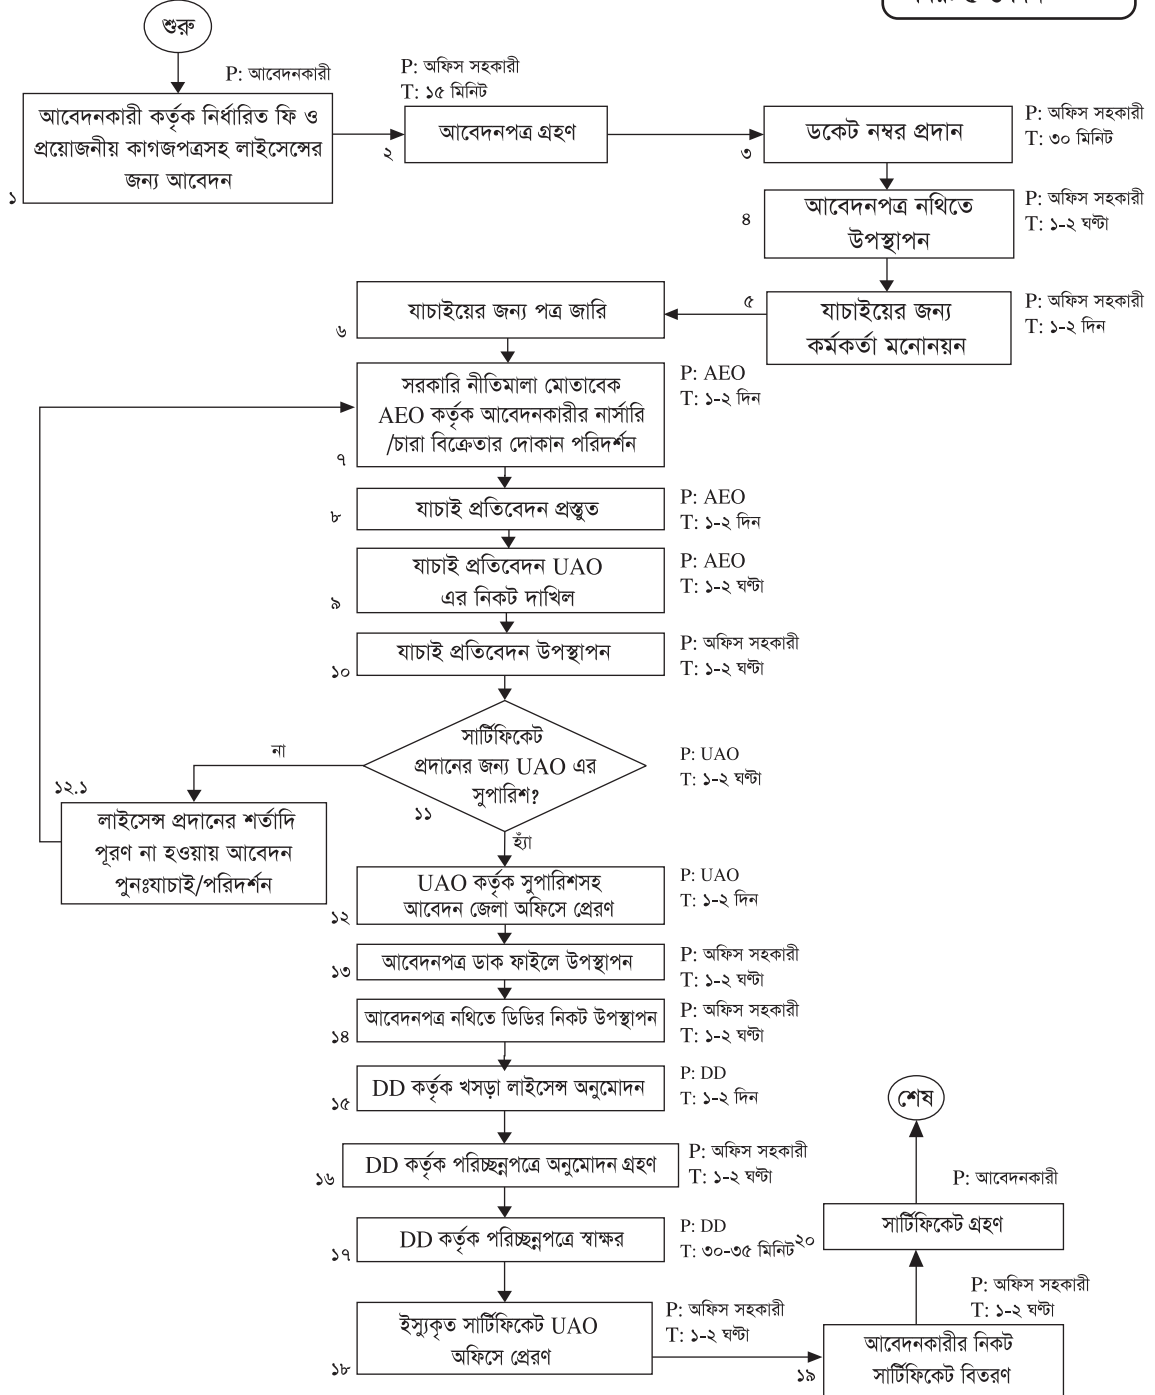 শুরু
P: আবেদনকারী
আবেদনকারী কর্তৃক নির্ধারিত ফি ও
প্রয়োজনীয় কাগজপত্রসহ লাইসেন্সের
জন্য আবেদন
১
P: অফিস সহকারী
T: ১৫ মিনিট
আবেদনপত্র গ্রহণ
২
ডকেট নম্বর প্রদান
৩
P: অফিস সহকারী
T: ৩০ মিনিট
আবেদনপত্র নথিতে
উপস্থাপন
৪
P: অফিস সহকারী
T: ১-২ ঘণ্টা
যাচাইয়ের জন্য
কর্মকর্তা মনোনয়ন
৫
P: অফিস সহকারী
T: ১-২ দিন
যাচাইয়ের জন্য পত্র জারি
৬
সরকারি নীতিমালা মোতাবেক
AEO কর্তৃক আবেদনকারীর নার্সারি
/চারা বিক্রেতার দোকান পরিদর্শন
৭
P: AEO
T: ১-২ দিন
যাচাই প্রতিবেদন প্রস্তুত
৮
P: AEO
T: ১-২ দিন
যাচাই প্রতিবেদন UAO
এর নিকট দাখিল
৯
P: AEO
T: ১-২ ঘণ্টা
যাচাই প্রতিবেদন উপস্থাপন
১০
P: অফিস সহকারী
T: ১-২ ঘণ্টা
সার্টিফিকেট
প্রদানের জন্য UAO এর
সুপারিশ?
১১
P: UAO
T: ১-২ ঘণ্টা
না
১২.১
লাইসেন্স প্রদানের শর্তাদি
পূরণ না হওয়ায় আবেদন
পুনঃযাচাই/পরিদর্শন
হ্যাঁ
UAO কর্তৃক সুপারিশসহ
আবেদন জেলা অফিসে প্রেরণ
১২
P: UAO
T: ১-২ দিন
আবেদনপত্র ডাক ফাইলে উপস্থাপন
১৩
P: অফিস সহকারী
T: ১-২ ঘণ্টা
আবেদনপত্র নথিতে ডিডির নিকট উপস্থাপন
১৪
P: অফিস সহকারী
T: ১-২ ঘণ্টা
DD কর্তৃক খসড়া লাইসেন্স অনুমোদন
১৫
P: DD
T: ১-২ দিন
DD কর্তৃক পরিচ্ছন্নপত্রে অনুমোদন গ্রহণ
১৬
P: অফিস সহকারী
T: ১-২ ঘণ্টা
DD কর্তৃক পরিচ্ছন্নপত্রে স্বাক্ষর
১৭
P: DD
T: ৩০-৩৫ মিনিট
ইস্যুকৃত সার্টিফিকেট UAO
অফিসে প্রেরণ
১৮
P: অফিস সহকারী
T: ১-২ ঘণ্টা
আবেদনকারীর নিকট
সার্টিফিকেট বিতরণ
১৯
P: অফিস সহকারী
T: ১-২ ঘণ্টা
সার্টিফিকেট গ্রহণ
২০
P: আবেদনকারী
শেষ